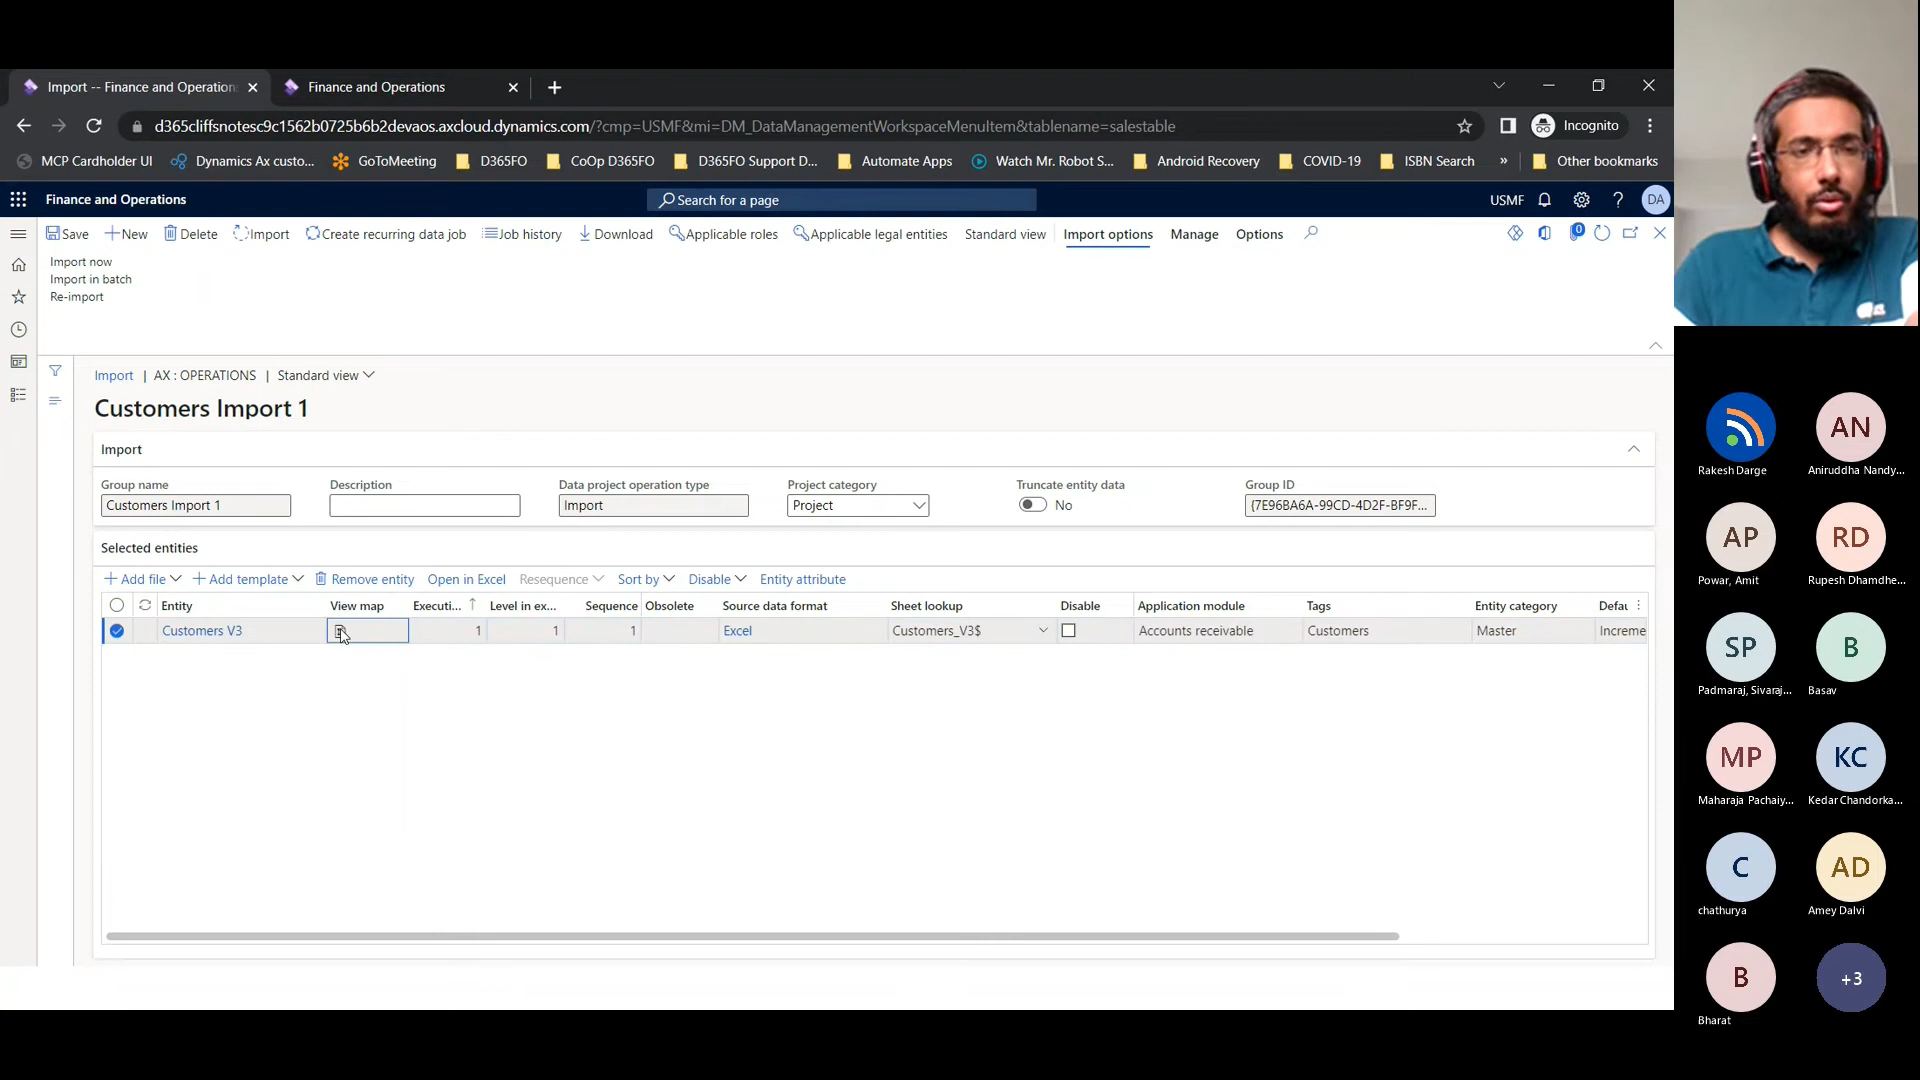 Import -- Finance and Operation
Finance and Operations
d365cliffsnotesc9c1562b0725b6b2devaos.axcloud.dynamics.com/?cmp=USMF&mi=DM_DataManagementWorkspaceMenuItem&tablename=salestable
Incognito
MCP Cardholder UI
Dynamics Ax custo...
GoToMeeting
D365FO
CoOp D365FO
D365FO Support D...
Automate Apps
Watch Mr. Robot S...
Android Recovery
COVID-19
ISBN Search
»
Other bookmarks
Finance and Operations
Search for a page
USMF
?
DA
Save
New
Delete
Import
Create recurring data job
Job history
Download
Applicable roles
Applicable legal entities
Standard view
Import options
Manage
Options
0
Import now
Import in batch
Re-import
Import | AX : OPERATIONS | Standard view
Customers Import 1
Import
Group name
Description
Data project operation type
Project category
Truncate entity data
Group ID
Customers Import 1
Import
Project
No
{7E96BA6A-99CD-4D2F-BF9F...
Selected entities
Add file
Add template
Remove entity
Open in Excel
Resequence
Sort by
Disable
Entity attribute
Entity
View map
Executi...
Level in ex...
Sequence
Obsolete
Source data format
Sheet lookup
Disable
Application module
Tags
Entity category
Defau
Customers V3
1
1
1
Excel
Customers_V3$
Accounts receivable
Customers
Master
Increme
Rakesh Darge
AN
Aniruddha Nandy...
AP
Powar, Amit
RD
Rupesh Dhamdhe...
SP
Padmaraj, Sivaraj...
B
Basav
MP
Maharaja Pachaiy...
KC
Kedar Chandorka...
C
chathurya
AD
Amey Dalvi
B
Bharat
+3